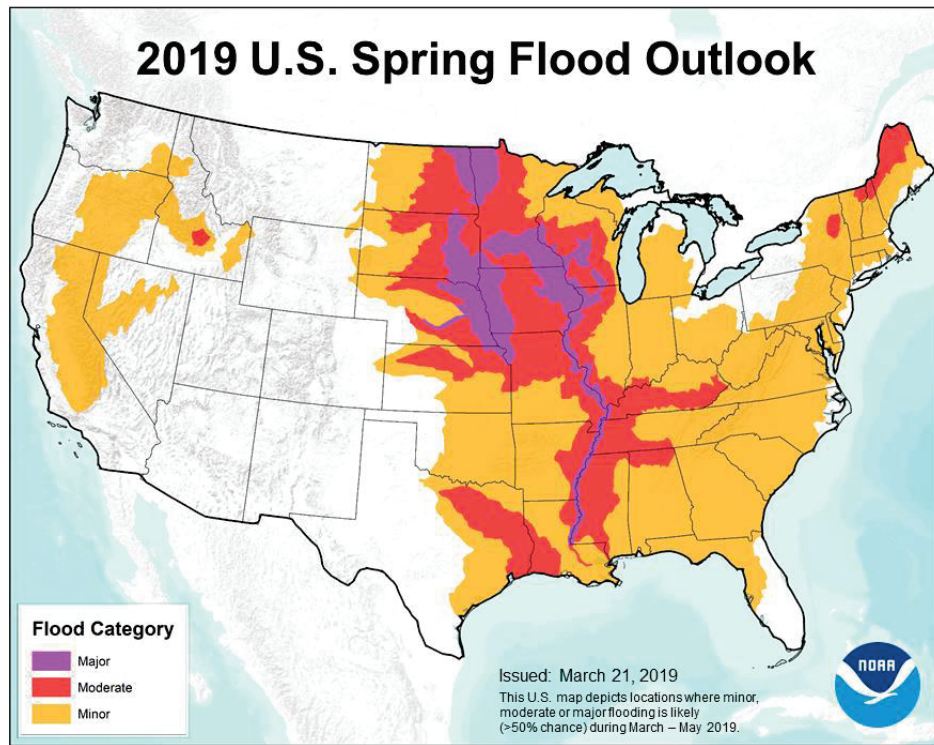 2019 U.S. Spring Flood Outlook
Flood Category
Major
Moderate
Minor
Issued: March 21, 2019
This U.S. map depicts locations where minor,
moderate or major flooding is likely
(>50% chance) during March – May 2019.
NOAA